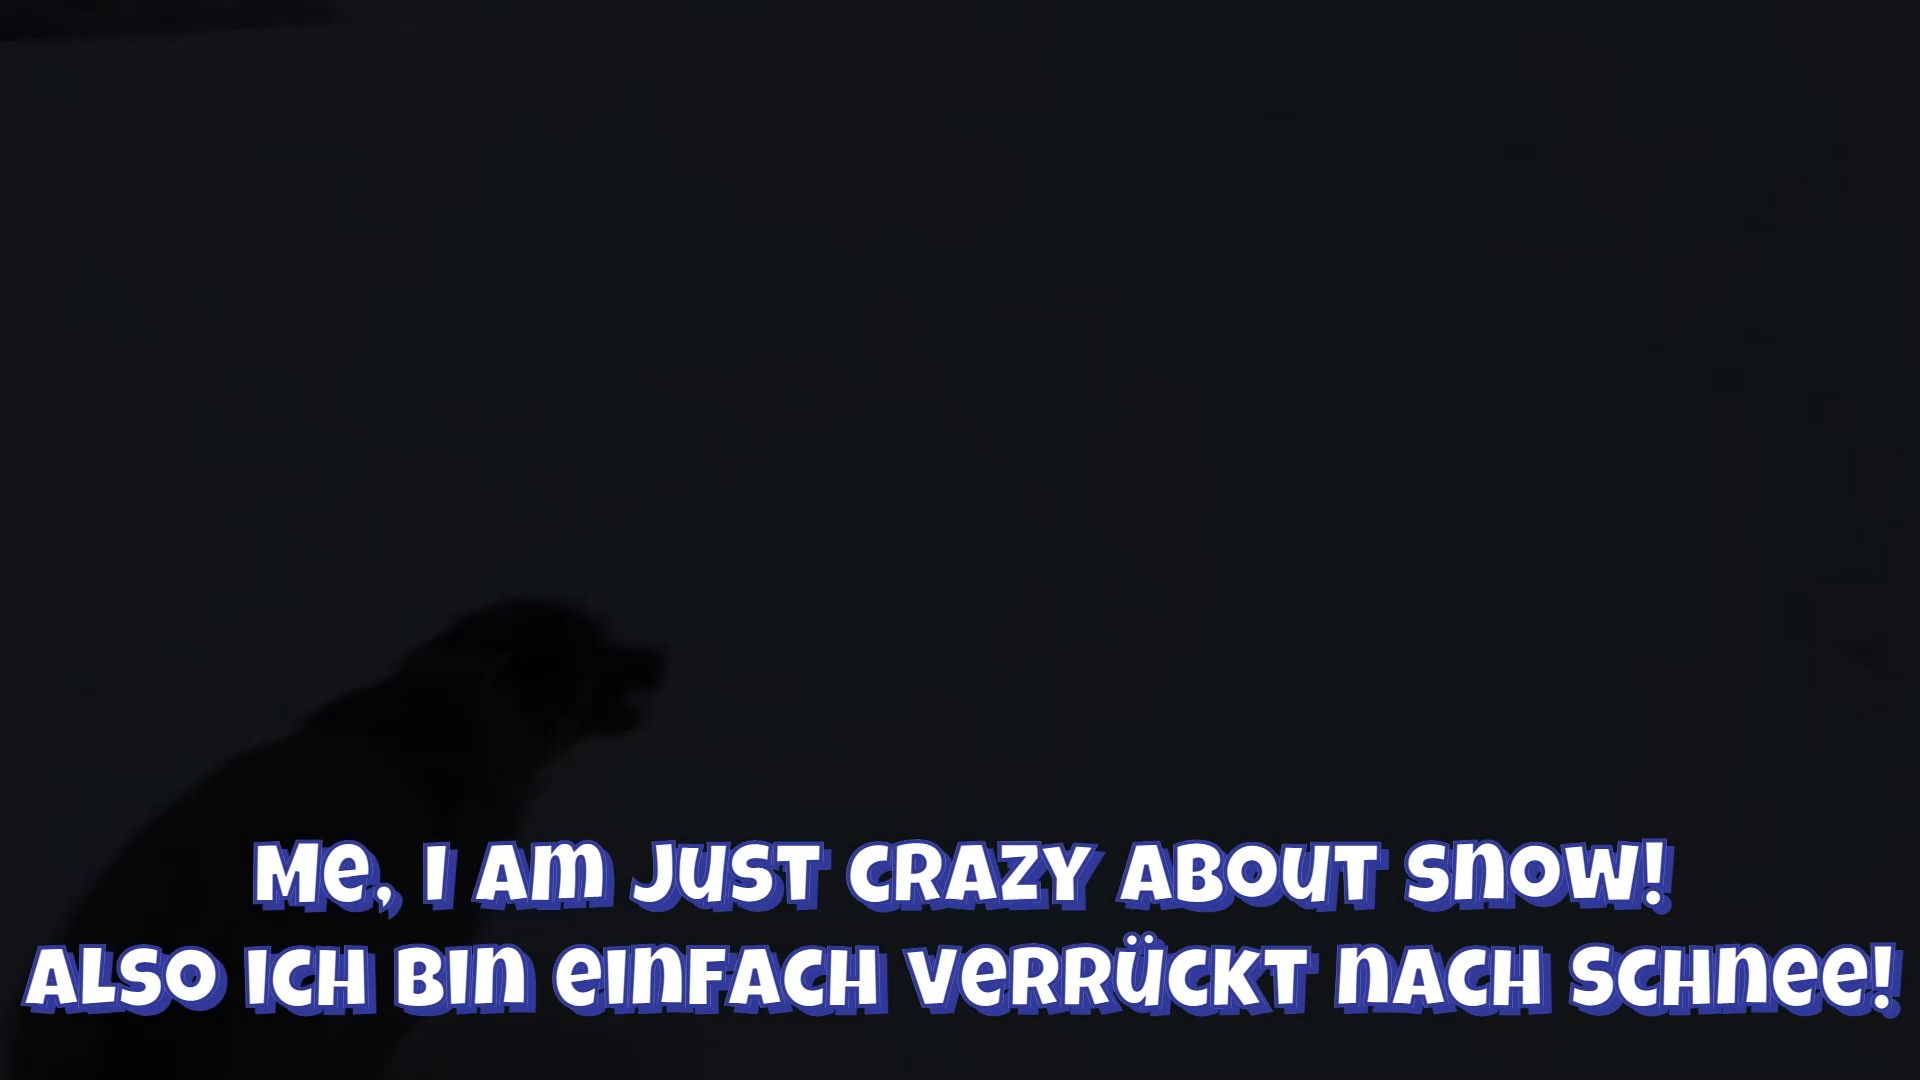 Me, I am just crazy about snow!
Also ich bin einfach verrückt nach Schnee!